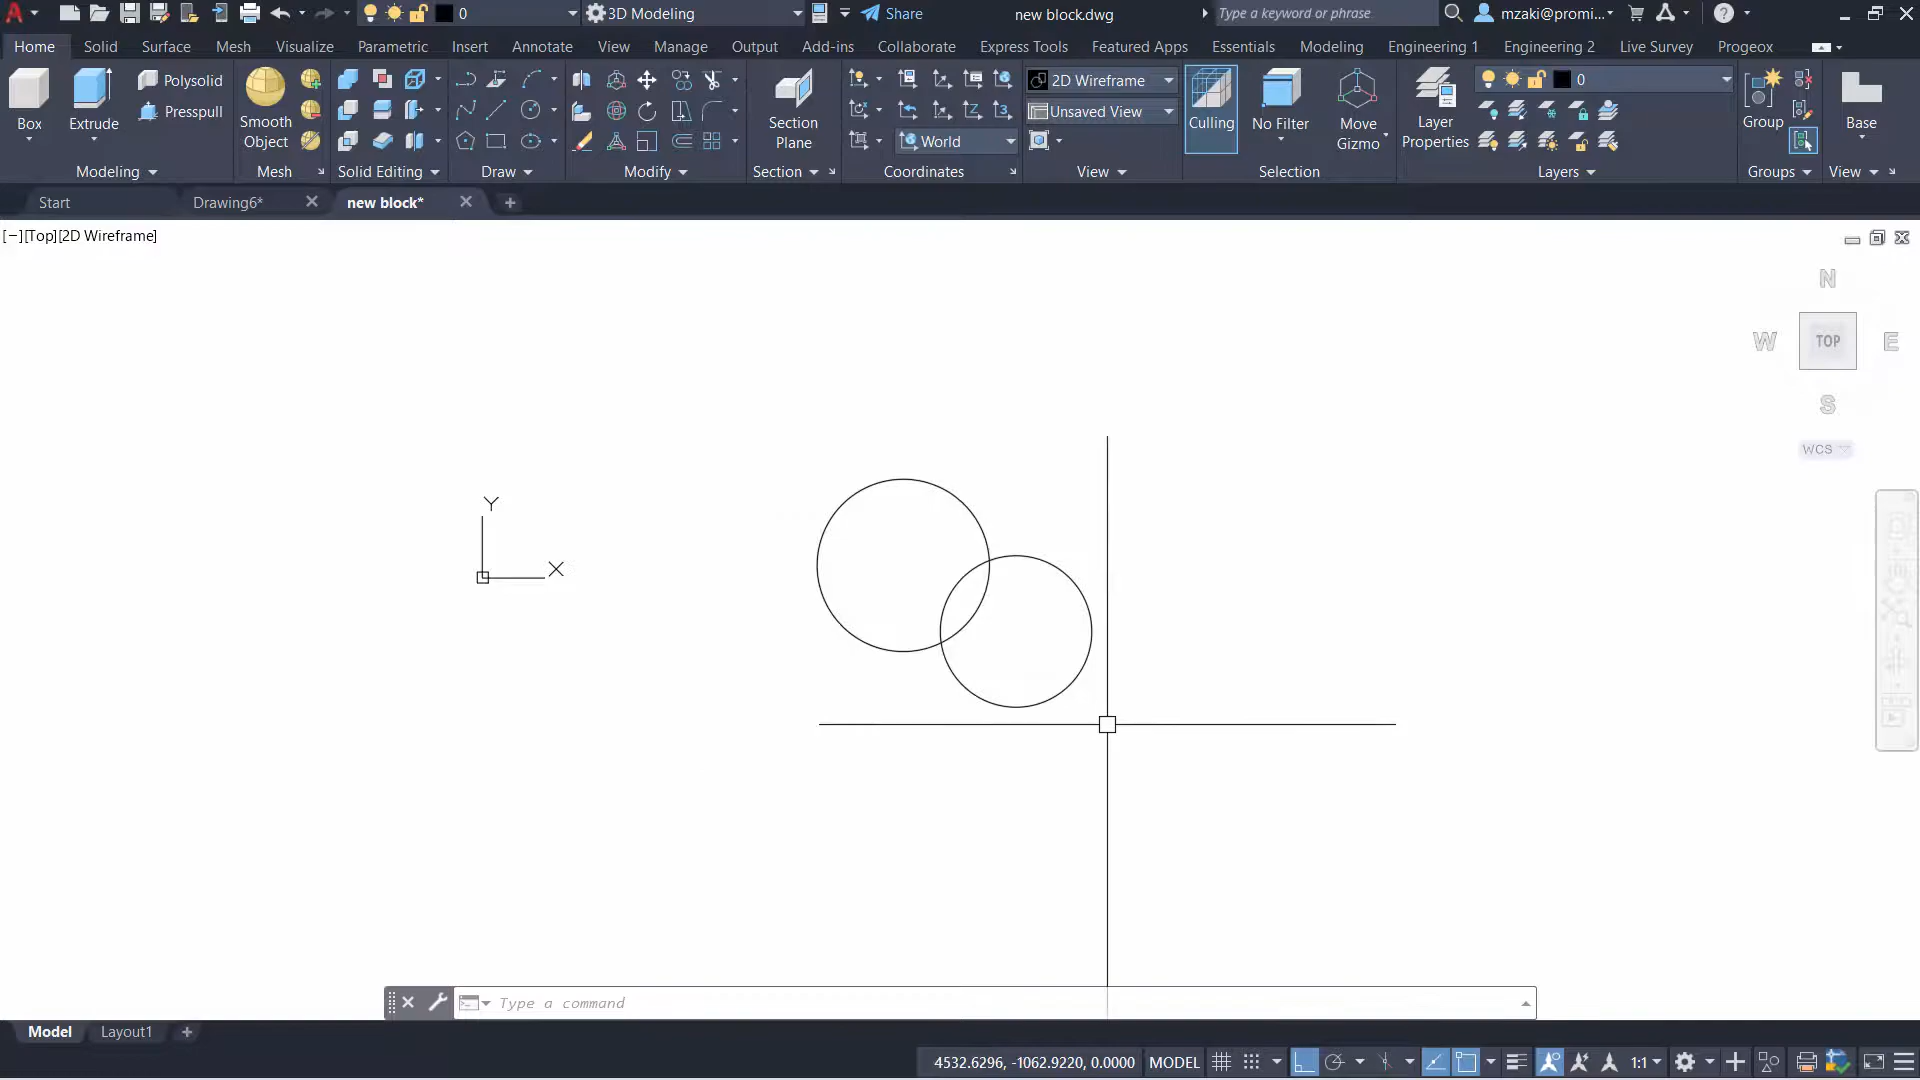 0
3D Modeling
Share
new block.dwg
Type a keyword or phrase
mzaki@promi...
Home
Solid
Surface
Mesh
Visualize
Parametric
Insert
Annotate
View
Manage
Output
Add-ins
Collaborate
Express Tools
Featured Apps
Essentials
Modeling
Engineering 1
Engineering 2
Live Survey
Progeox
Box
Extrude
Polysolid
Presspull
Smooth
Object
Section
Plane
World
2D Wireframe
Unsaved View
Culling
No Filter
Move
Gizmo
Layer
Properties
0
Group
Base
Modeling
Mesh
Solid Editing
Draw
Modify
Section
Coordinates
View
Selection
Layers
Groups
View
Start
Drawing6*
new block*
[−][Top][2D Wireframe]
N
W
TOP
E
S
WCS
Y
X
Type a command
Model
Layout1
4532.6296, -1062.9220, 0.0000
MODEL
1:1